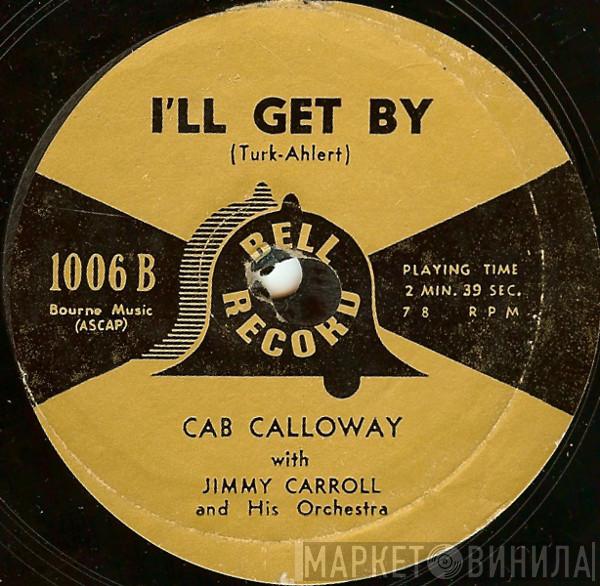 I'LL GET BY
(Turk-Ahlert)
BELL
RECORD
1006 B
Bourne Music
(ASCAP)
PLAYING TIME
2 MIN. 39 SEC.
78 RPM
CAB CALLOWAY
with
JIMMY CARROLL
and His Orchestra
МАРКЕТ ВИНИЛА